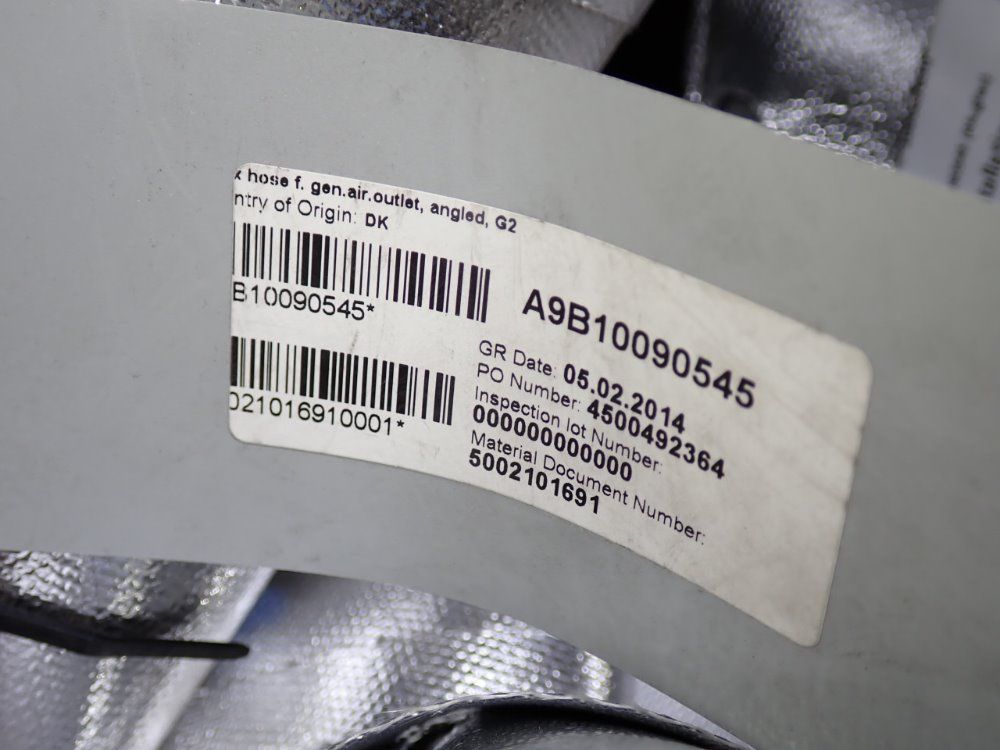 x hose f. gen.air.outlet, angled, G2
ntry of Origin: DK
B10090545*
021016910001*
A9B10090545
GR Date: 05.02.2014
PO Number: 4500492364
Inspection lot Number:
000000000000
Material Document Number:
5002101691